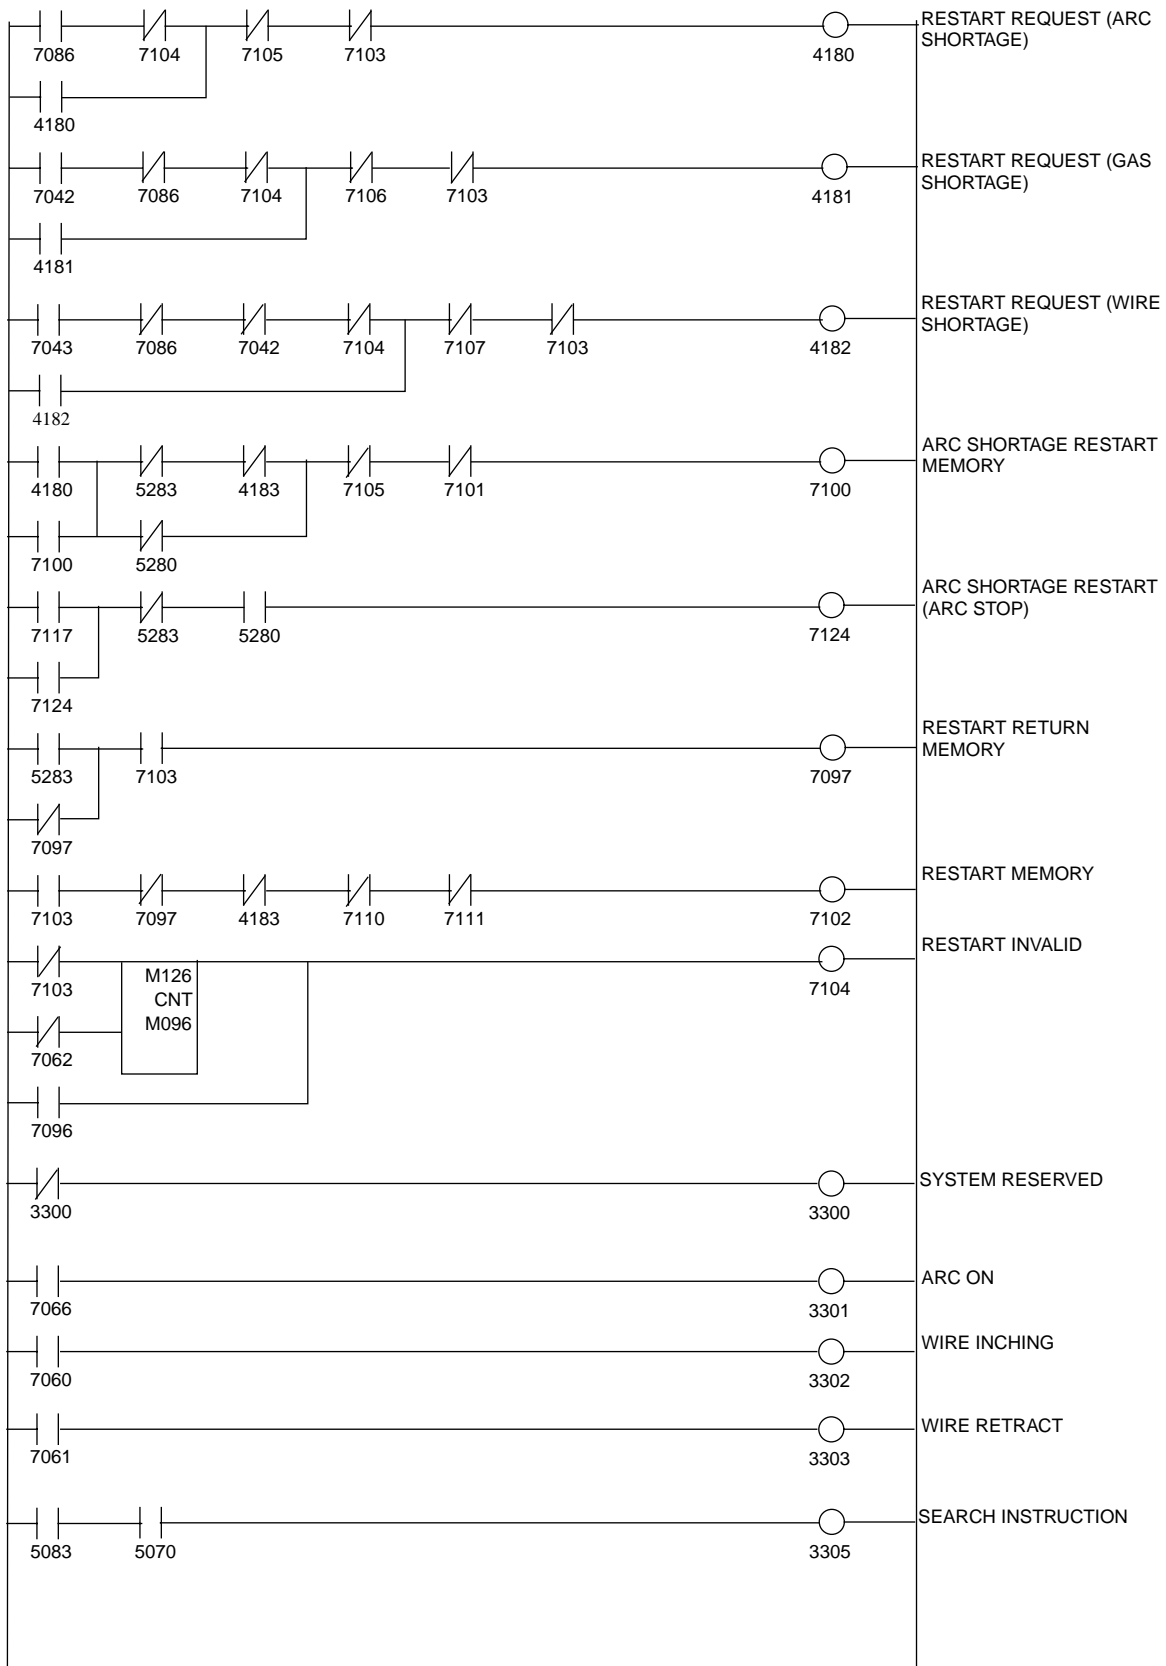 RESTART REQUEST (ARC
SHORTAGE)
7086 7104 7105 7103 4180
4180
RESTART REQUEST (GAS
SHORTAGE)
7042 7086 7104 7106 7103 4181
4181
RESTART REQUEST (WIRE
SHORTAGE)
7043 7086 7042 7104 7107 7103 4182
4182
ARC SHORTAGE RESTART
MEMORY
4180 5283 4183 7105 7101 7100
7100 5280
ARC SHORTAGE RESTART
(ARC STOP)
7117 5283 5280 7124
7124
RESTART RETURN
MEMORY
5283 7103 7097
7097
RESTART MEMORY
7103 7097 4183 7110 7111 7102
RESTART INVALID
7103 M126 7104
CNT
M096
7062
7096
SYSTEM RESERVED
3300 3300
ARC ON
7066 3301
WIRE INCHING
7060 3302
WIRE RETRACT
7061 3303
SEARCH INSTRUCTION
5083 5070 3305